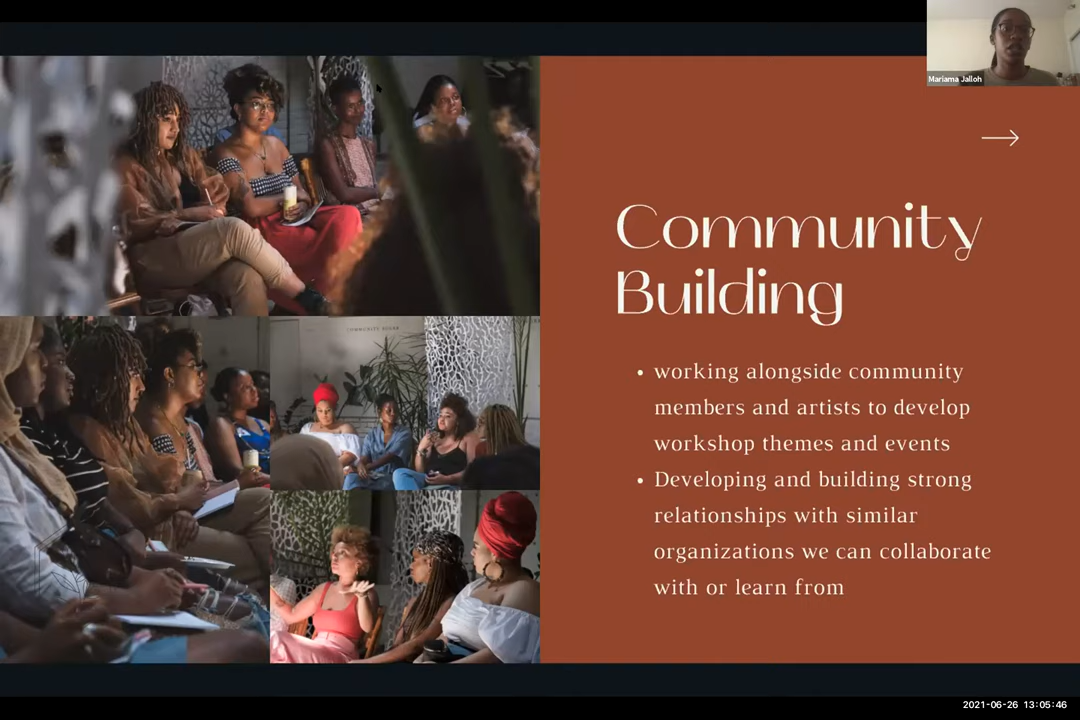 Mariama Jalloh
Community
Building
• working alongside community
members and artists to develop
workshop themes and events
• Developing and building strong
relationships with similar
organizations we can collaborate
with or learn from
2021-06-26 13:05:46